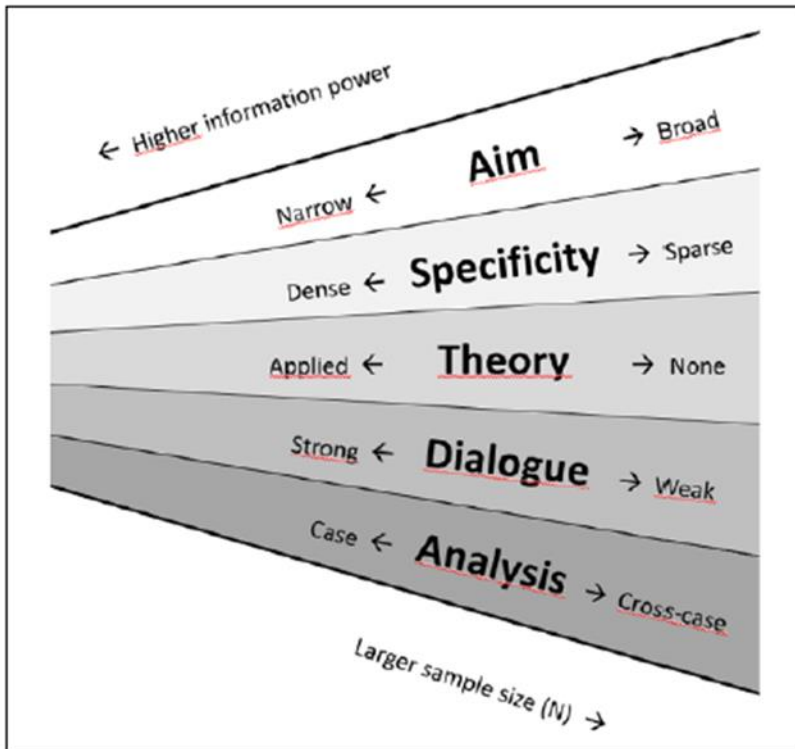 ← Higher information power
Narrow ← Aim → Broad
Dense ← Specificity → Sparse
Applied ← Theory → None
Strong ← Dialogue → Weak
Case ← Analysis → Cross-case
Larger sample size (N) →